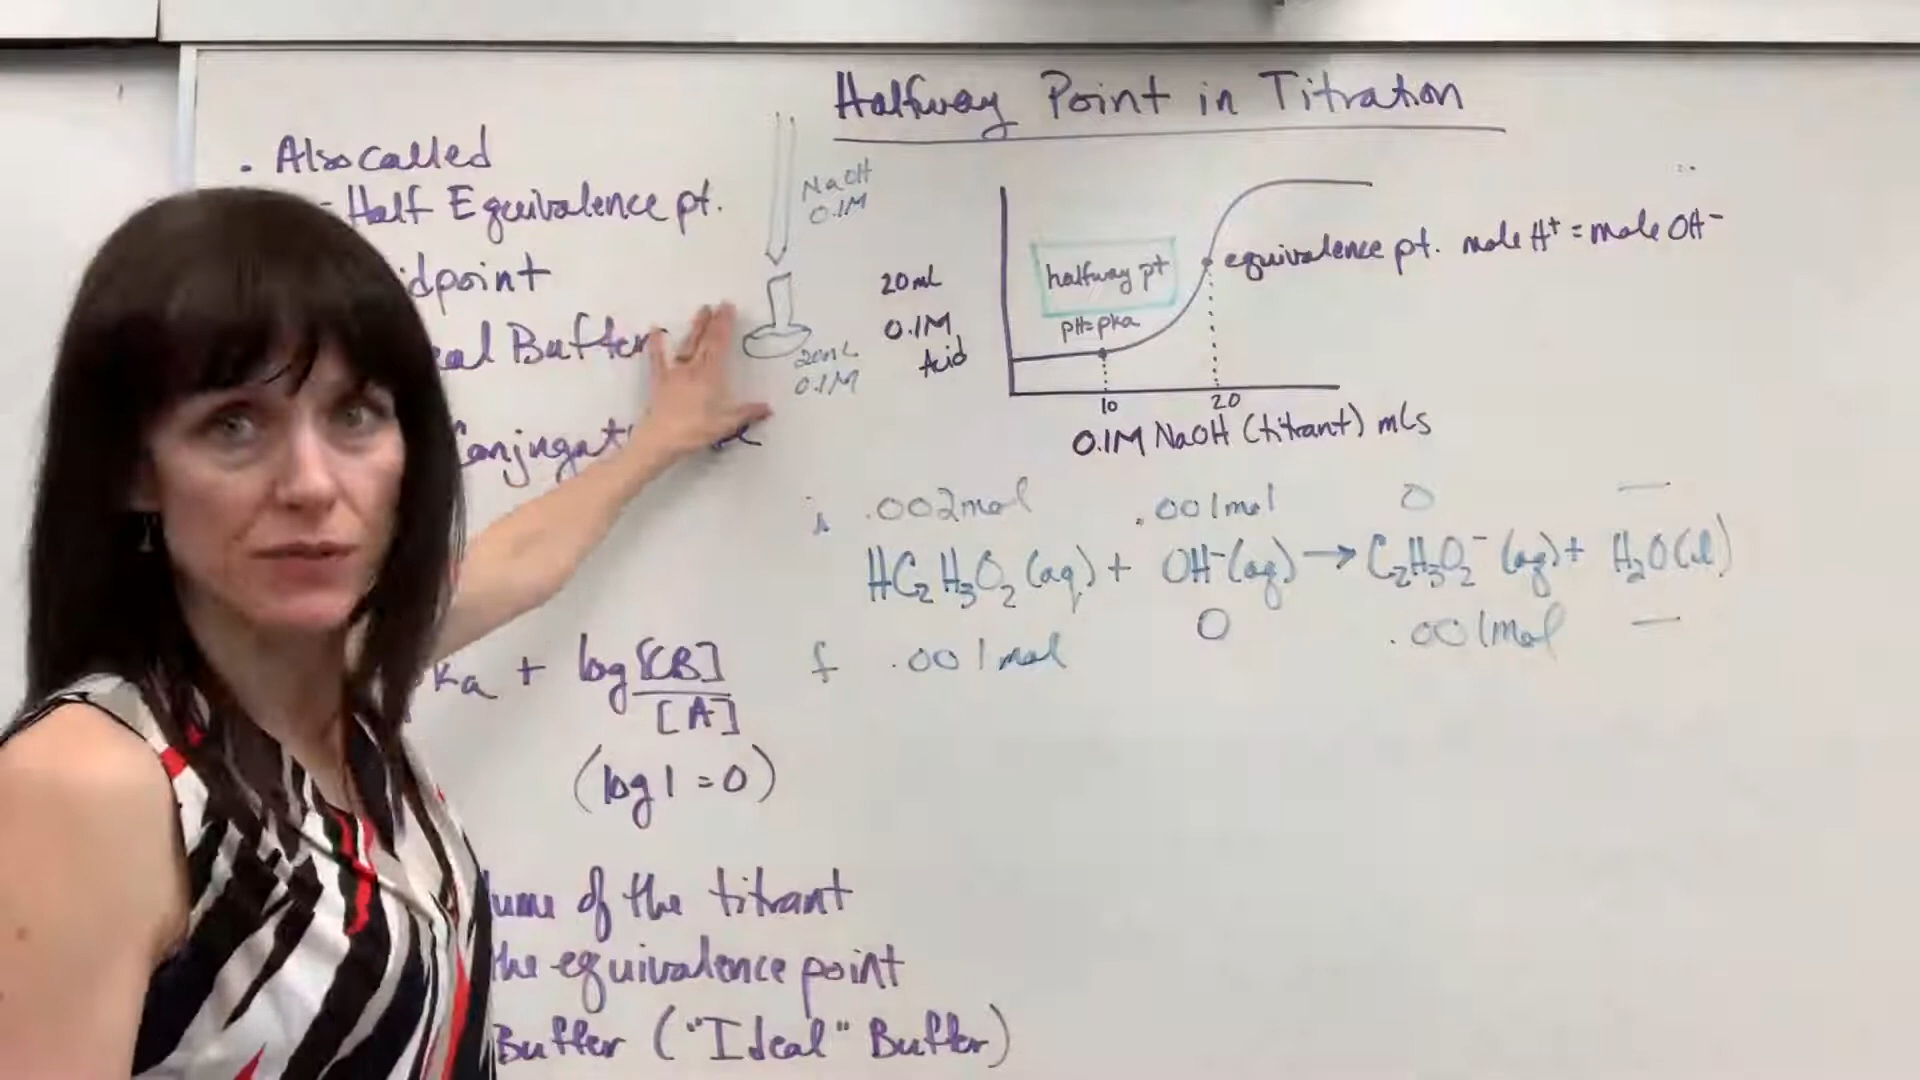 Halfway Point in Titration
• Also called
- Half Equivalence pt.
Buffer
NaOH
0.1M
20mL
0.1M
20mL
0.1M
Acid
halfway pt
pH=pKa
equivalence pt. mole H⁺ = mole OH⁻
10 20
0.1M NaOH (titrant) mLs
i .002mol .001mol 0 —
HC₂H₃O₂ (aq) + OH⁻(aq) → C₂H₃O₂⁻ (aq) + H₂O(l)
f .001mol 0 .001mol —
Ka + log [CB]
[A]
(log 1 = 0)
of the titrant
the equivalence point
Buffer ("Ideal" Buffer)